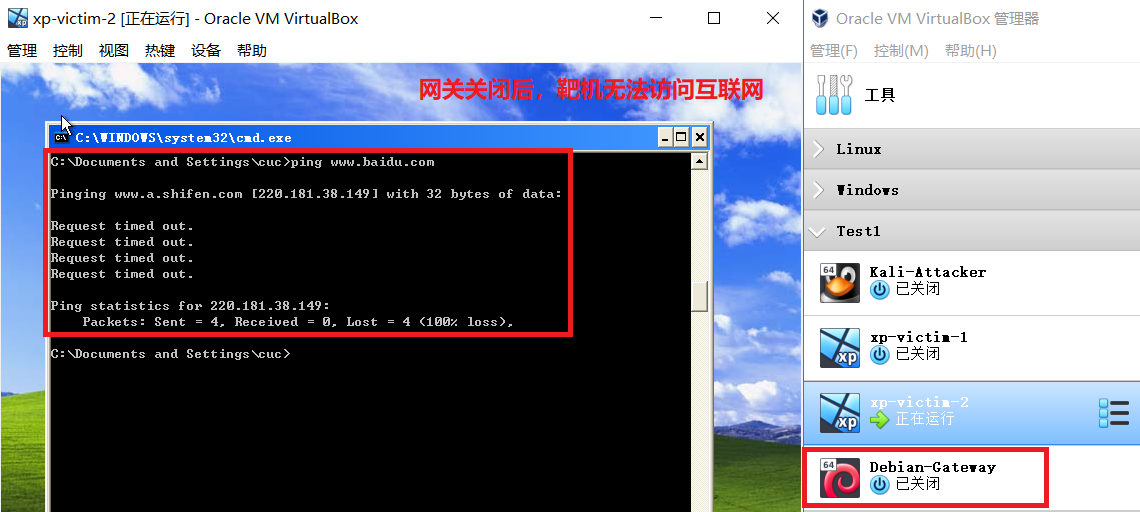 xp-victim-2 [正在运行] - Oracle VM VirtualBox
管理 控制 视图 热键 设备 帮助
网关关闭后，靶机无法访问互联网
C:\WINDOWS\system32\cmd.exe
C:\Documents and Settings\cuc>ping www.baidu.com
Pinging www.a.shifen.com [220.181.38.149] with 32 bytes of data:
Request timed out.
Request timed out.
Request timed out.
Request timed out.
Ping statistics for 220.181.38.149:
Packets: Sent = 4, Received = 0, Lost = 4 (100% loss),
C:\Documents and Settings\cuc>
Oracle VM VirtualBox 管理器
管理(F) 控制(M) 帮助(H)
工具
Linux
Windows
Test1
64
Kali-Attacker
已关闭
xp
xp-victim-1
已关闭
xp
xp-victim-2
正在运行
64
Debian-Gateway
已关闭